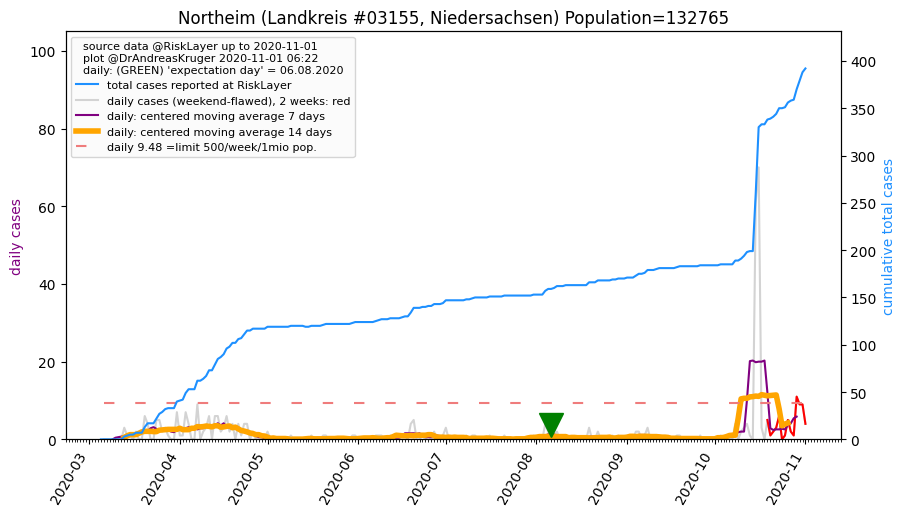 Northeim (Landkreis #03155, Niedersachsen) Population=132765
source data @RiskLayer up to 2020-11-01
plot @DrAndreasKruger 2020-11-01 06:22
daily: (GREEN) 'expectation day' = 06.08.2020
total cases reported at RiskLayer
daily cases (weekend-flawed), 2 weeks: red
daily: centered moving average 7 days
daily: centered moving average 14 days
daily 9.48 =limit 500/week/1mio pop.
daily cases
100
80
60
40
20
0
cumulative total cases
400
350
300
250
200
150
100
50
0
2020-03
2020-04
2020-05
2020-06
2020-07
2020-08
2020-09
2020-10
2020-11